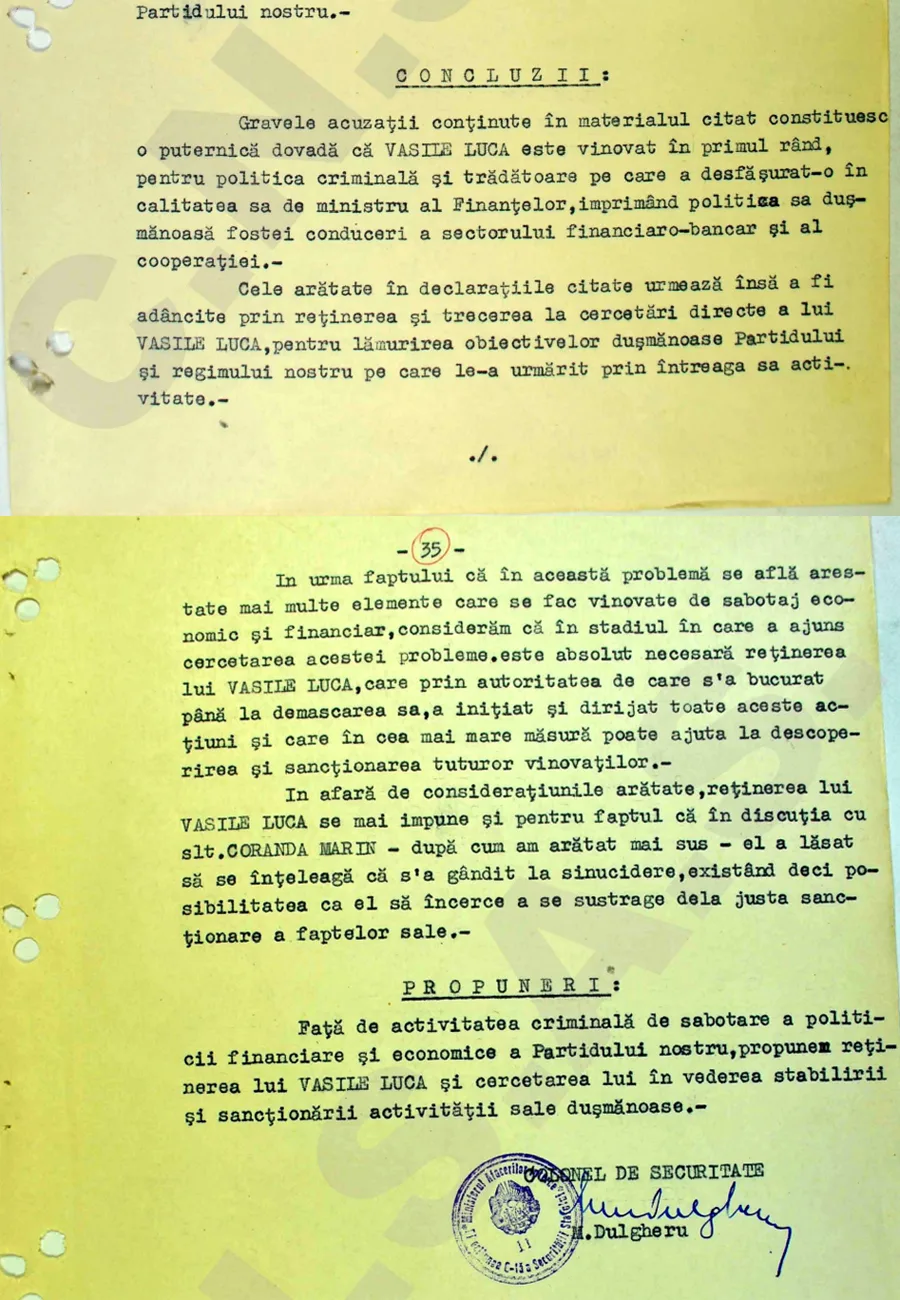 Partidului nostru.-
CONCLUZII:
Gravele acuzaţii conţinute în materialul citat constituesc
o puternică dovadă că VASILE LUCA este vinovat în primul rând,
pentru politica criminală şi trădătoare pe care a desfăşurat-o în
calitatea sa de ministru al Finanţelor,imprimând politica sa duş-
mănoasă fostei conduceri a sectorului financiaro-bancar şi al
cooperaţiei.-
Cele arătate în declaraţiile citate urmează însă a fi
adâncite prin reţinerea şi trecerea la cercetări directe a lui
VASILE LUCA,pentru lămurirea obiectivelor duşmănoase Partidului
şi regimului nostru pe care le-a urmărit prin întreaga sa acti-.
vitate.-
./.
- 35 -
In urma faptului că în această problemă se află ares-
tate mai multe elemente care se fac vinovate de sabotaj eco-
nomic şi financiar,considerăm că în stadiul în care a ajuns
cercetarea acestei probleme.este absolut necesară reţinerea
lui VASILE LUCA,care prin autoritatea de care s'a bucurat
până la demascarea sa,a iniţiat şi dirijat toate aceste ac-
ţiuni şi care în cea mai mare măsură poate ajuta la descope-
rirea şi sancţionarea tuturor vinovaţilor.-
In afară de consideraţiunile arătate,reţinerea lui
VASILE LUCA se mai impune şi pentru faptul că în discuţia cu
slt.CORANDA MARIN - după cum am arătat mai sus - el a lăsat
să se înţeleagă că s'a gândit la sinucidere,existând deci po-
sibilitatea ca el să încerce a se sustrage dela justa sanc-
ţionare a faptelor sale.-
PROPUNERI:
Faţă de activitatea criminală de sabotare a politi-
cii financiare şi economice a Partidului nostru,propunem reţi-
nerea lui VASILE LUCA şi cercetarea lui în vederea stabilirii
şi sancţionării activităţii sale duşmănoase.-
COLONEL DE SECURITATE
M.Dulgheru
Ministerul Afacerilor
11